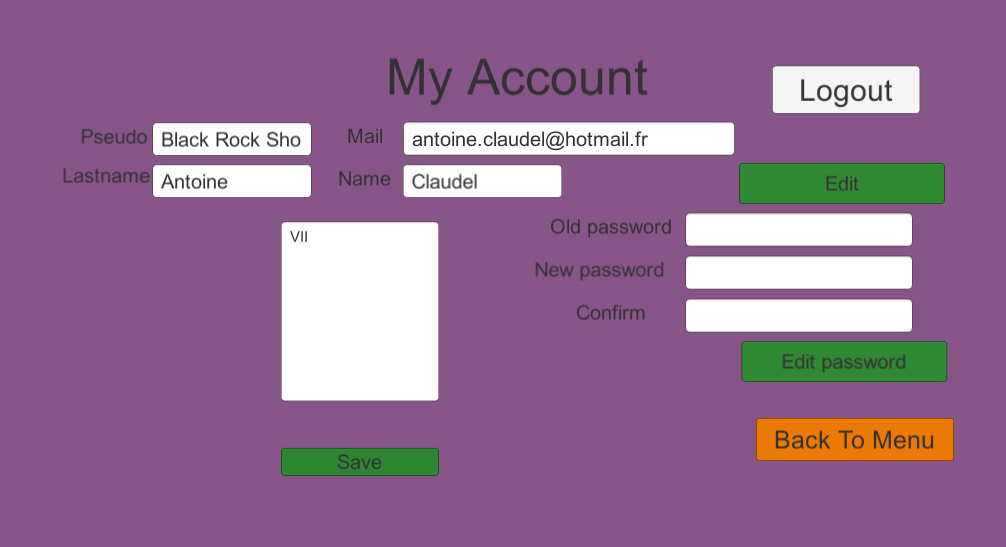 My Account
Logout
Pseudo Black Rock Sho Mail antoine.claudel@hotmail.fr
Lastname Antoine Name Claudel
Edit
VII
Old password
New password
Confirm
Edit password
Back To Menu
Save